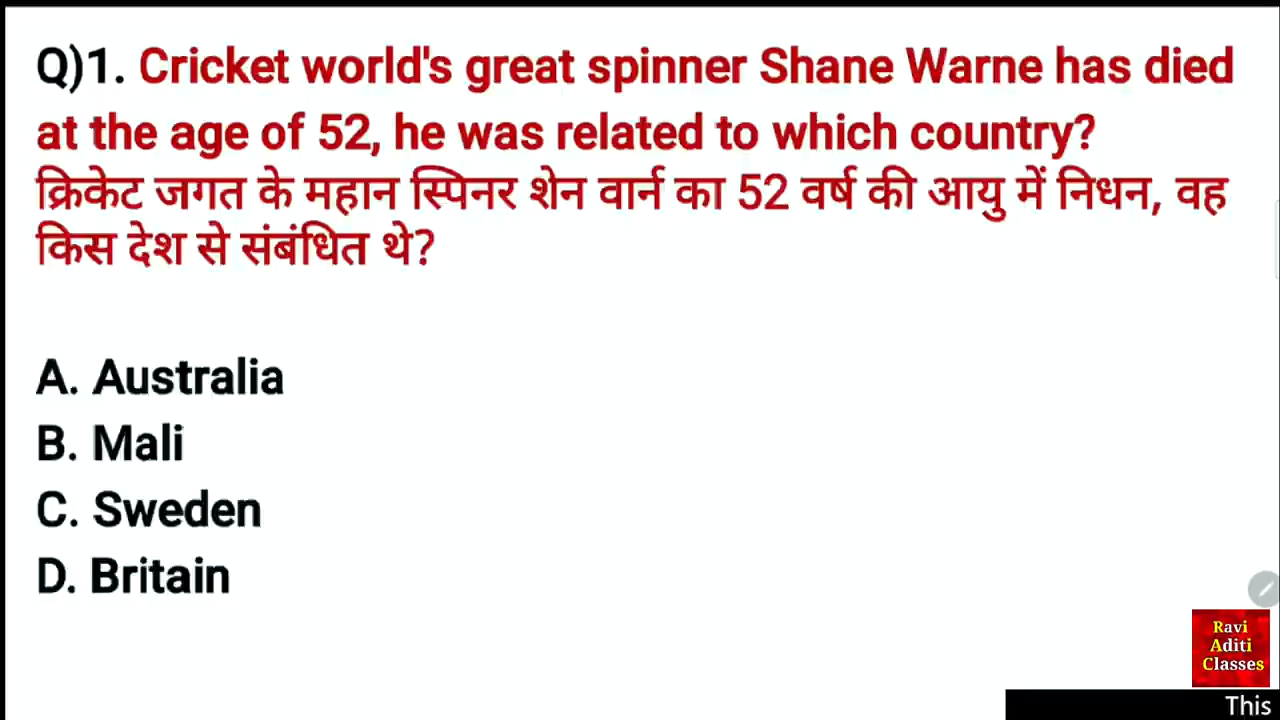 Q)1. Cricket world's great spinner Shane Warne has died
at the age of 52, he was related to which country?
क्रिकेट जगत के महान स्पिनर शेन वार्न का 52 वर्ष की आयु में निधन, वह
किस देश से संबंधित थे?
A. Australia
B. Mali
C. Sweden
D. Britain
Ravi
Aditi
Classes
This